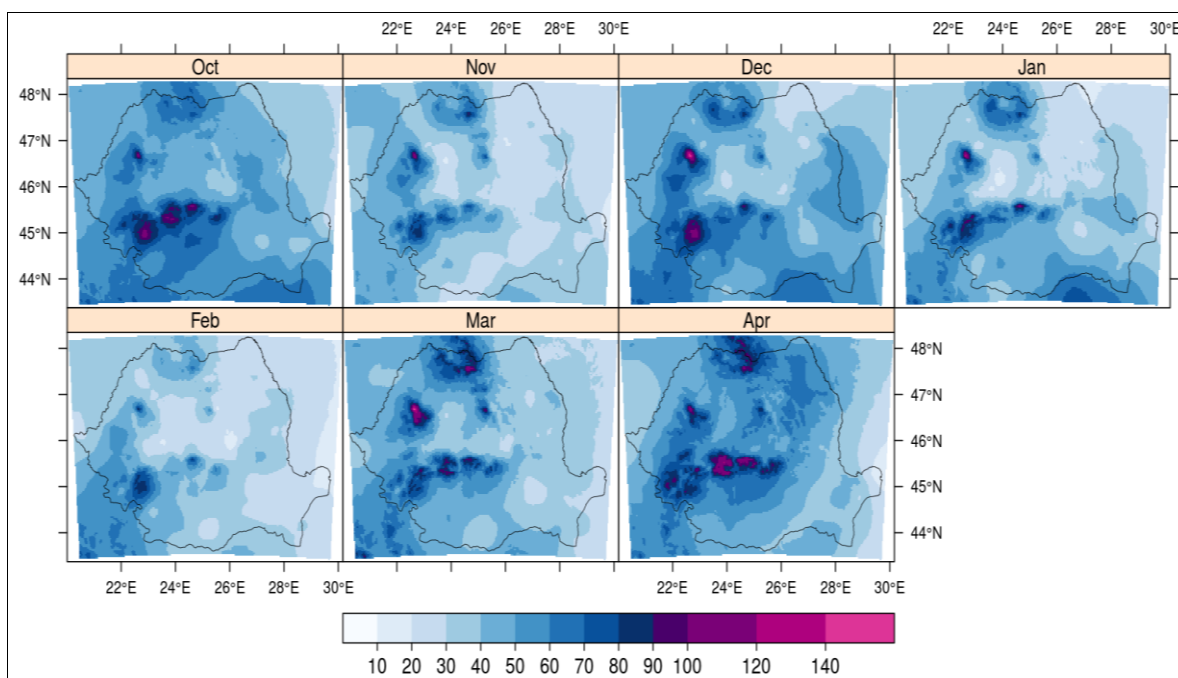 22°E 24°E 26°E 28°E 30°E 22°E 24°E 26°E 28°E 30°E
Oct Nov Dec Jan
48°N
47°N
46°N
45°N
44°N
Feb Mar Apr
48°N
47°N
46°N
45°N
44°N
22°E 24°E 26°E 28°E 30°E 22°E 24°E 26°E 28°E 30°E
10 20 30 40 50 60 70 80 90 100 120 140